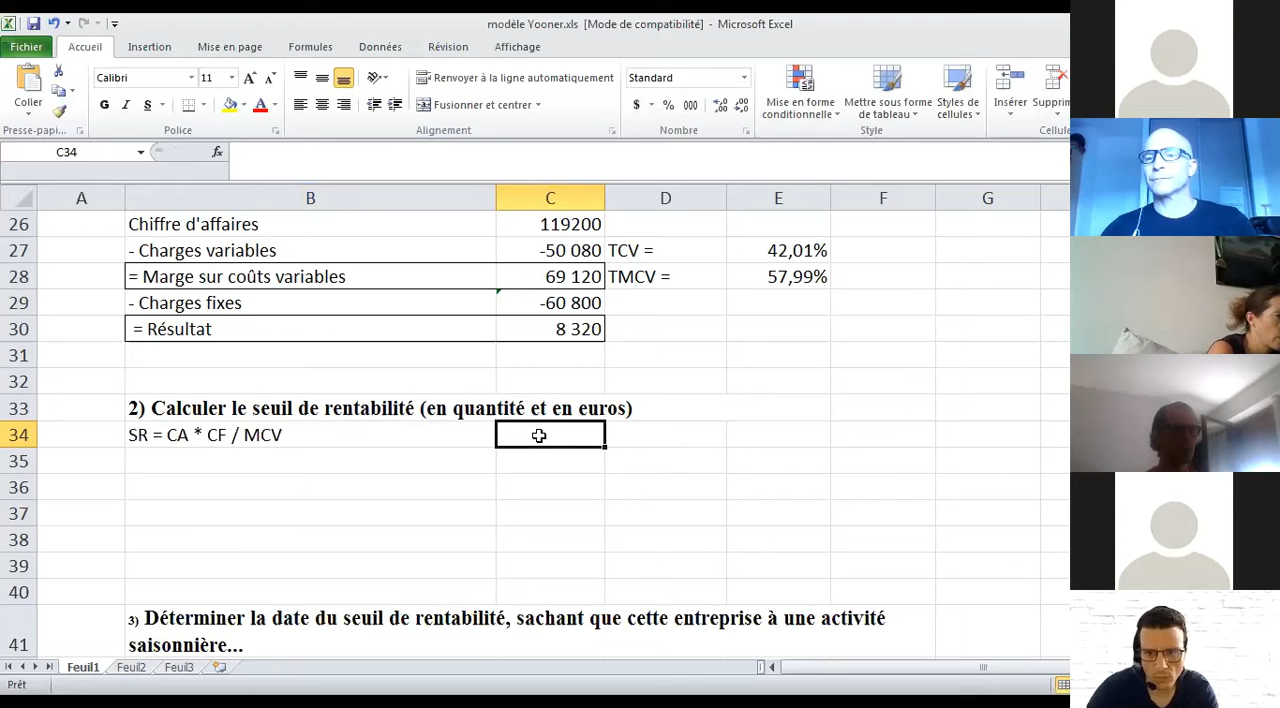 modèle Yooner.xls [Mode de compatibilité] - Microsoft Excel
Fichier Accueil Insertion Mise en page Formules Données Révision Affichage
Calibri 11 Renvoyer à la ligne automatiquement Standard
Coller G I S Fusionner et centrer $ % 000 Mise en forme conditionnelle Mettre sous forme de tableau Styles de cellules Insérer Supprim
Presse-papi... Police Alignement Nombre Style Cellule
C34 fx
A B C D E F G
26 Chiffre d'affaires 119200
27 - Charges variables -50 080 TCV = 42,01%
28 = Marge sur coûts variables 69 120 TMCV = 57,99%
29 - Charges fixes -60 800
30 = Résultat 8 320
31
32
33 2) Calculer le seuil de rentabilité (en quantité et en euros)
34 SR = CA * CF / MCV
35
36
37
38
39
40
3) Déterminer la date du seuil de rentabilité, sachant que cette entreprise à une activité
41 saisonnière...
Feuil1 Feuil2 Feuil3
Prêt